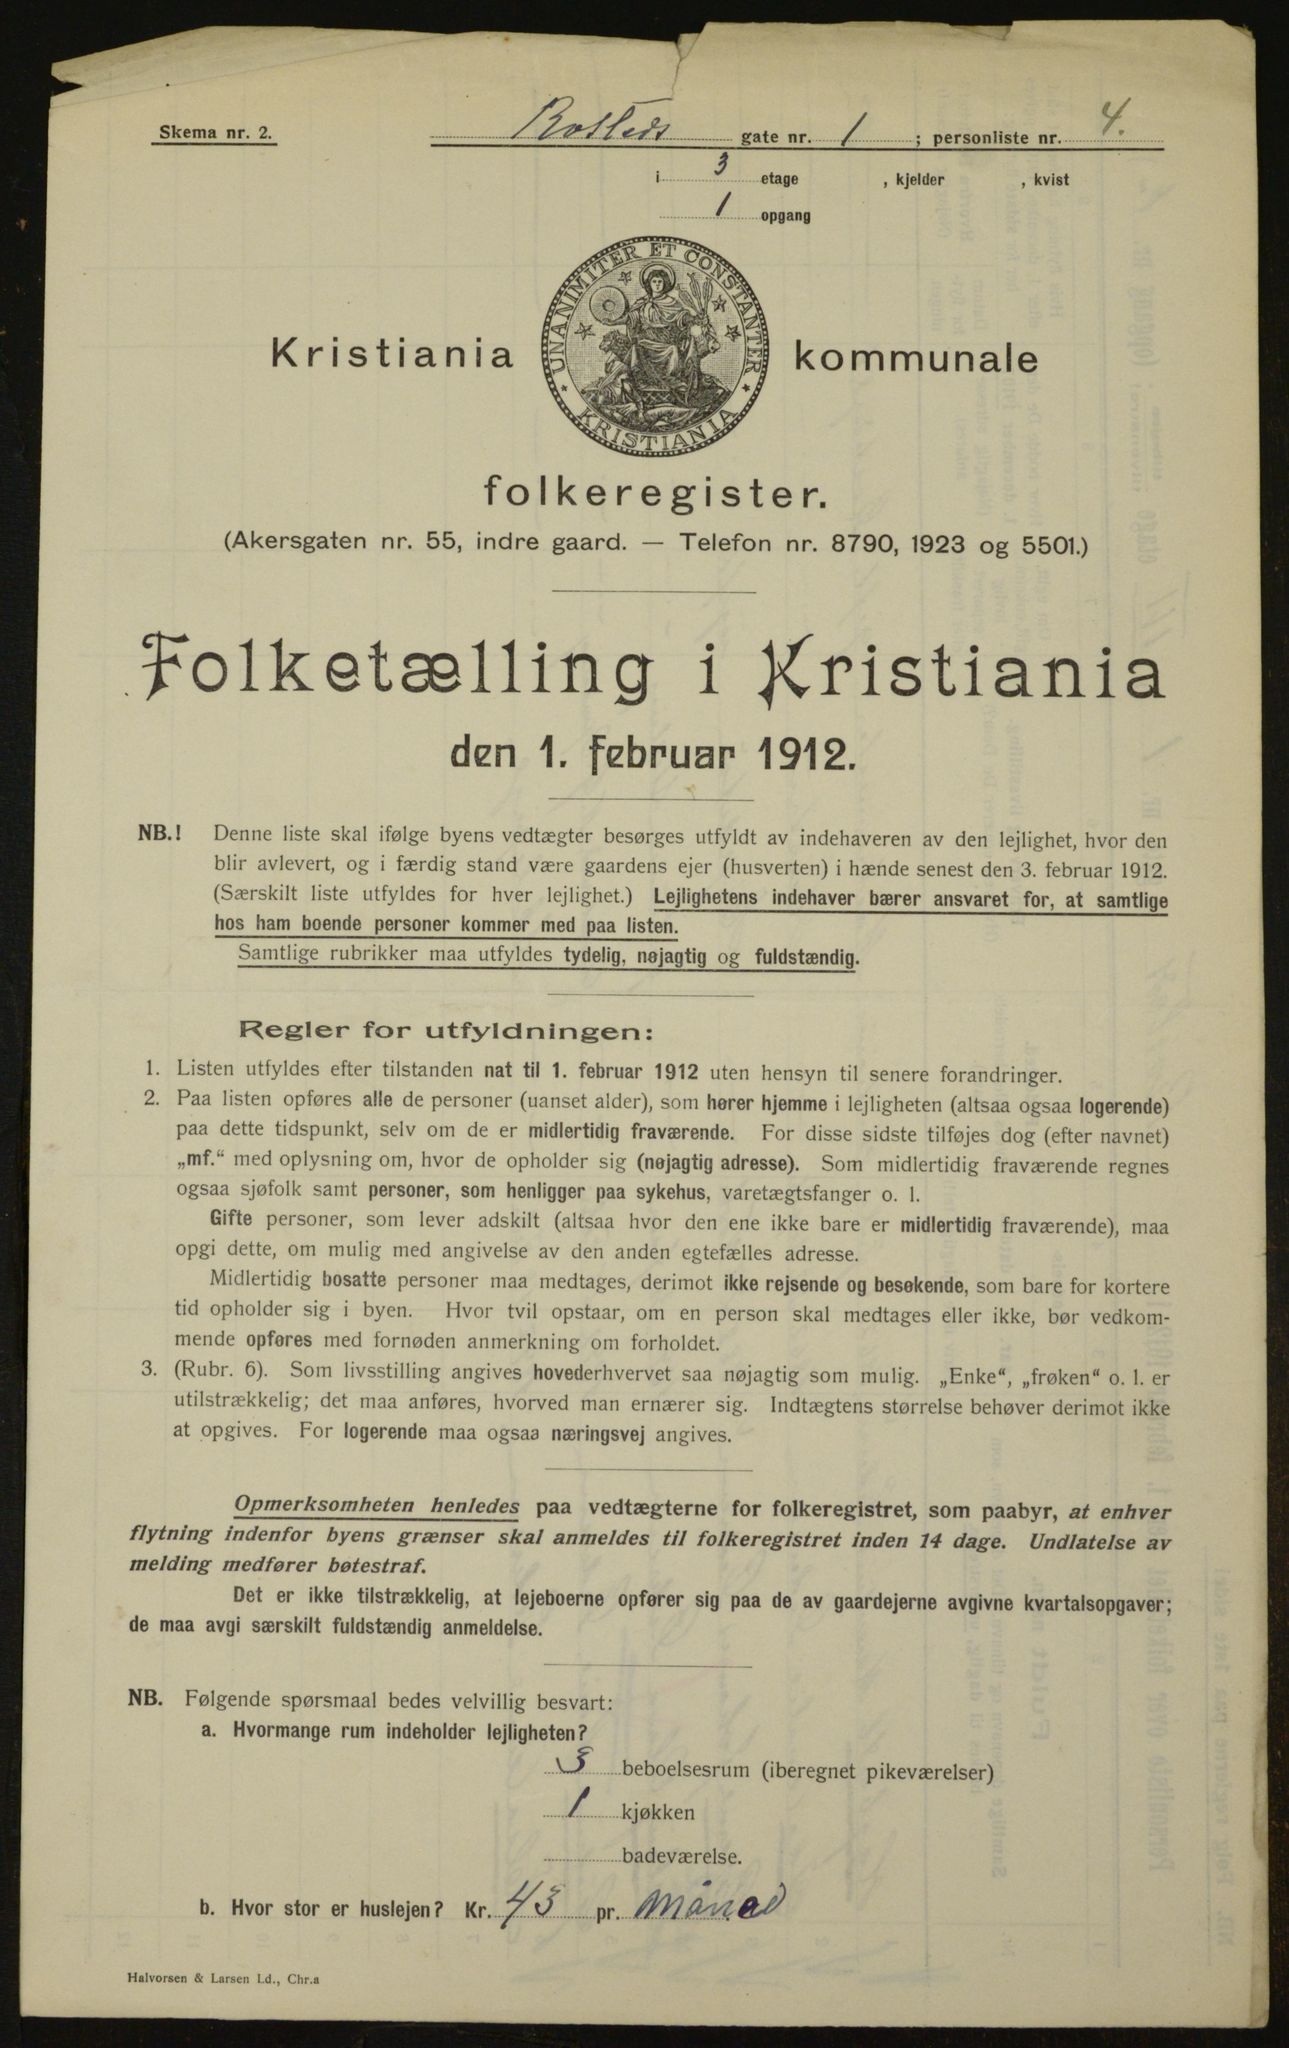 Skema nr. 2.
Rosteds gate nr. 1 ; personliste nr. 4.
i 3 etage , kjelder , kvist
1 opgang
UNANIMITER ET CONSTANTER
KRISTIANIA
Kristiania kommunale
folkeregister.
(Akersgaten nr. 55, indre gaard. — Telefon nr. 8790, 1923 og 5501.)
Folketælling i Kristiania
den 1. februar 1912.
NB.! Denne liste skal ifølge byens vedtægter besørges utfyldt av indehaveren av den lejlighet, hvor den
blir avlevert, og i færdig stand være gaardens ejer (husverten) i hænde senest den 3. februar 1912.
(Særskilt liste utfyldes for hver lejlighet.) Lejlighetens indehaver bærer ansvaret for, at samtlige
hos ham boende personer kommer med paa listen.
Samtlige rubrikker maa utfyldes tydelig, nøjagtig og fuldstændig.
Regler for utfyldningen:
1. Listen utfyldes efter tilstanden nat til 1. februar 1912 uten hensyn til senere forandringer.
2. Paa listen opføres alle de personer (uanset alder), som hører hjemme i lejligheten (altsaa ogsaa logerende)
paa dette tidspunkt, selv om de er midlertidig fraværende. For disse sidste tilføjes dog (efter navnet)
„mf.“ med oplysning om, hvor de opholder sig (nøjagtig adresse). Som midlertidig fraværende regnes
ogsaa sjøfolk samt personer, som henligger paa sykehus, varetægtsfanger o. l.
Gifte personer, som lever adskilt (altsaa hvor den ene ikke bare er midlertidig fraværende), maa
opgi dette, om mulig med angivelse av den anden egtefælles adresse.
Midlertidig bosatte personer maa medtages, derimot ikke rejsende og besøkende, som bare for kortere
tid opholder sig i byen. Hvor tvil opstaar, om en person skal medtages eller ikke, bør vedkom-
mende opføres med fornøden anmerkning om forholdet.
3. (Rubr. 6). Som livsstilling angives hovederhvervet saa nøjagtig som mulig. „Enke“, „frøken“ o. l. er
utilstrækkelig; det maa anføres, hvorved man ernærer sig. Indtægtens størrelse behøver derimot ikke
at opgives. For logerende maa ogsaa næringsvej angives.
Opmerksomheten henledes paa vedtægterne for folkeregistret, som paabyr, at enhver
flytning indenfor byens grænser skal anmeldes til folkeregistret inden 14 dage. Undlatelse av
melding medfører bøtestraf.
Det er ikke tilstrækkelig, at lejeboerne opfører sig paa de av gaardejerne avgivne kvartalsopgaver;
de maa avgi særskilt fuldstændig anmeldelse.
NB. Følgende spørsmaal bedes velvillig besvart:
a. Hvormange rum indeholder lejligheten?
3 beboelsesrum (iberegnet pikeværelser)
1 kjøkken
badeværelse.
b. Hvor stor er huslejen? Kr. 43 pr. Måned
Halvorsen & Larsen Ld., Chr.a